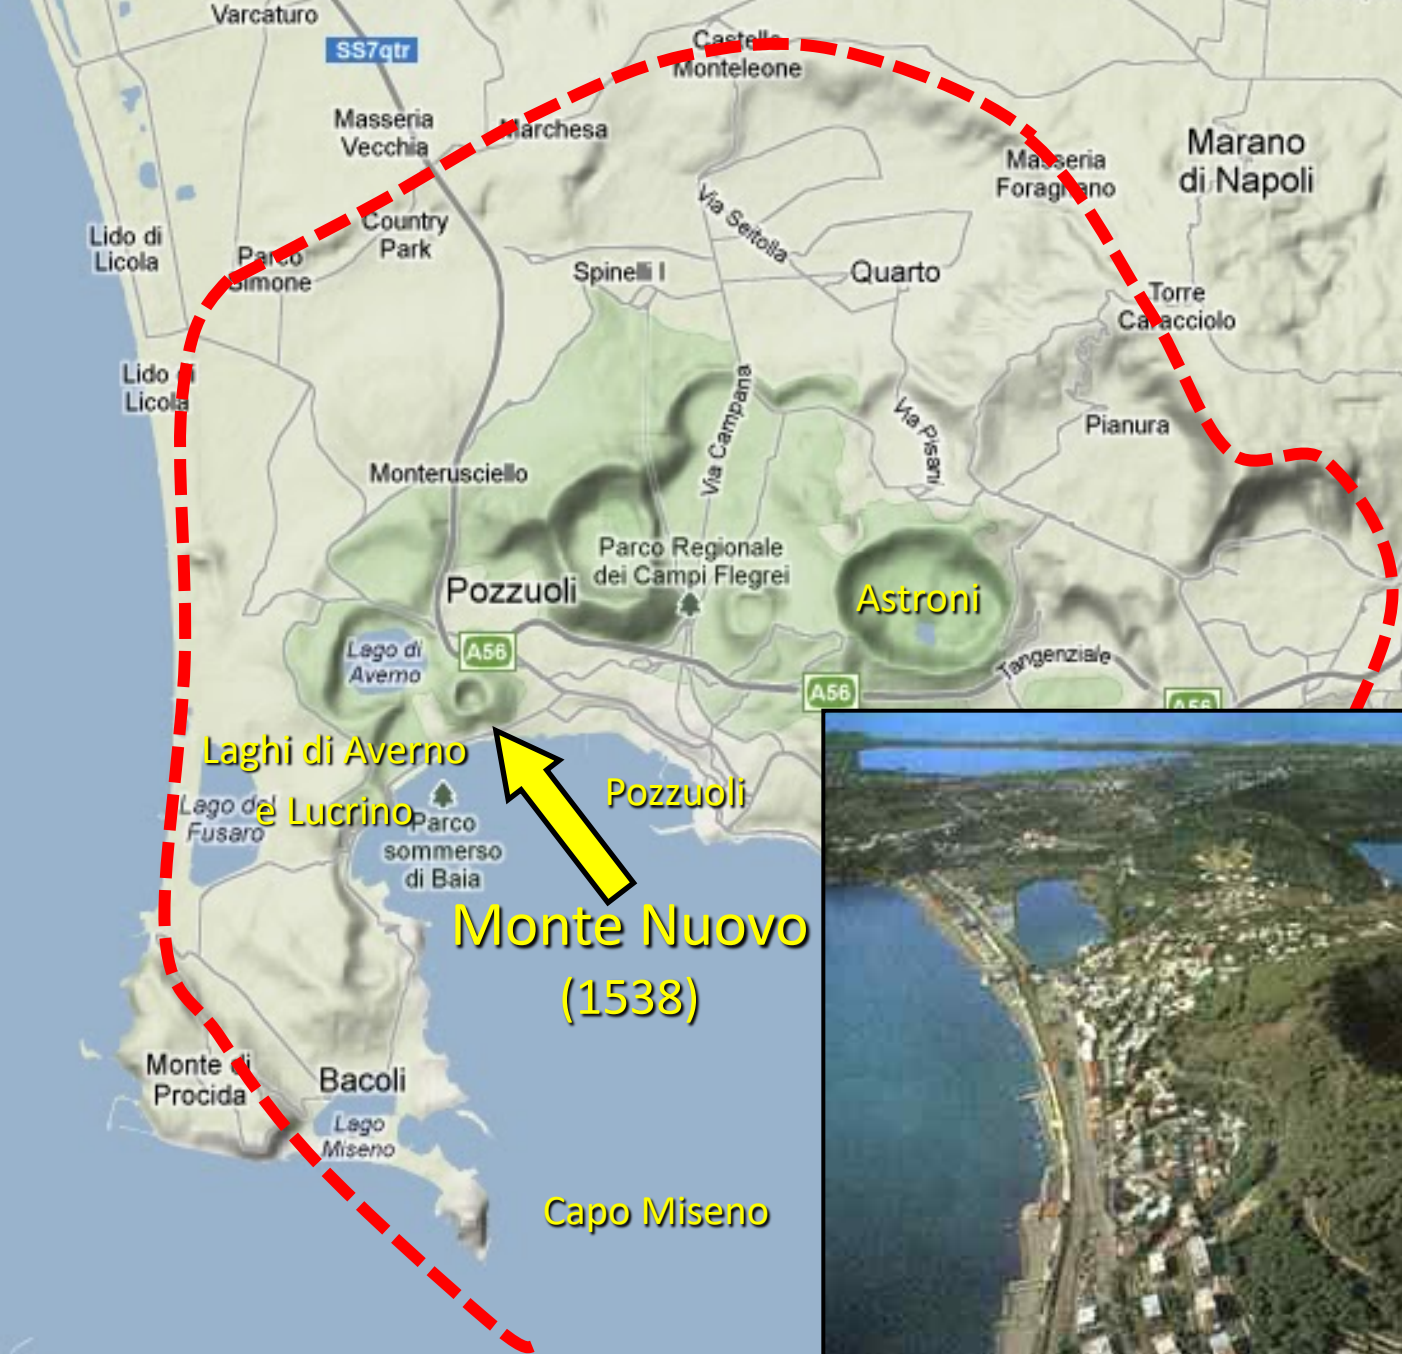 Varcaturo
SS7qtr
Castello
Monteleone
Masseria
Vecchia
Marchesa
Marano
di Napoli
Masseria
Foragnano
Country
Park
Via Seitolla
Lido di
Licola
Parco
Simone
Spinelli I
Quarto
Torre
Caracciolo
Lido di
Licola
Via Campana
Via Pisani
Pianura
Monterusciello
Parco Regionale
dei Campi Flegrei
Pozzuoli
Astroni
Lago di
Averno
A56
Tangenziale
A56
A56
Laghi di Averno
e Lucrino
Lago del
Fusaro
Pozzuoli
Parco
sommerso
di Baia
Monte Nuovo
(1538)
Monte di
Procida
Bacoli
Lago
Miseno
Capo Miseno